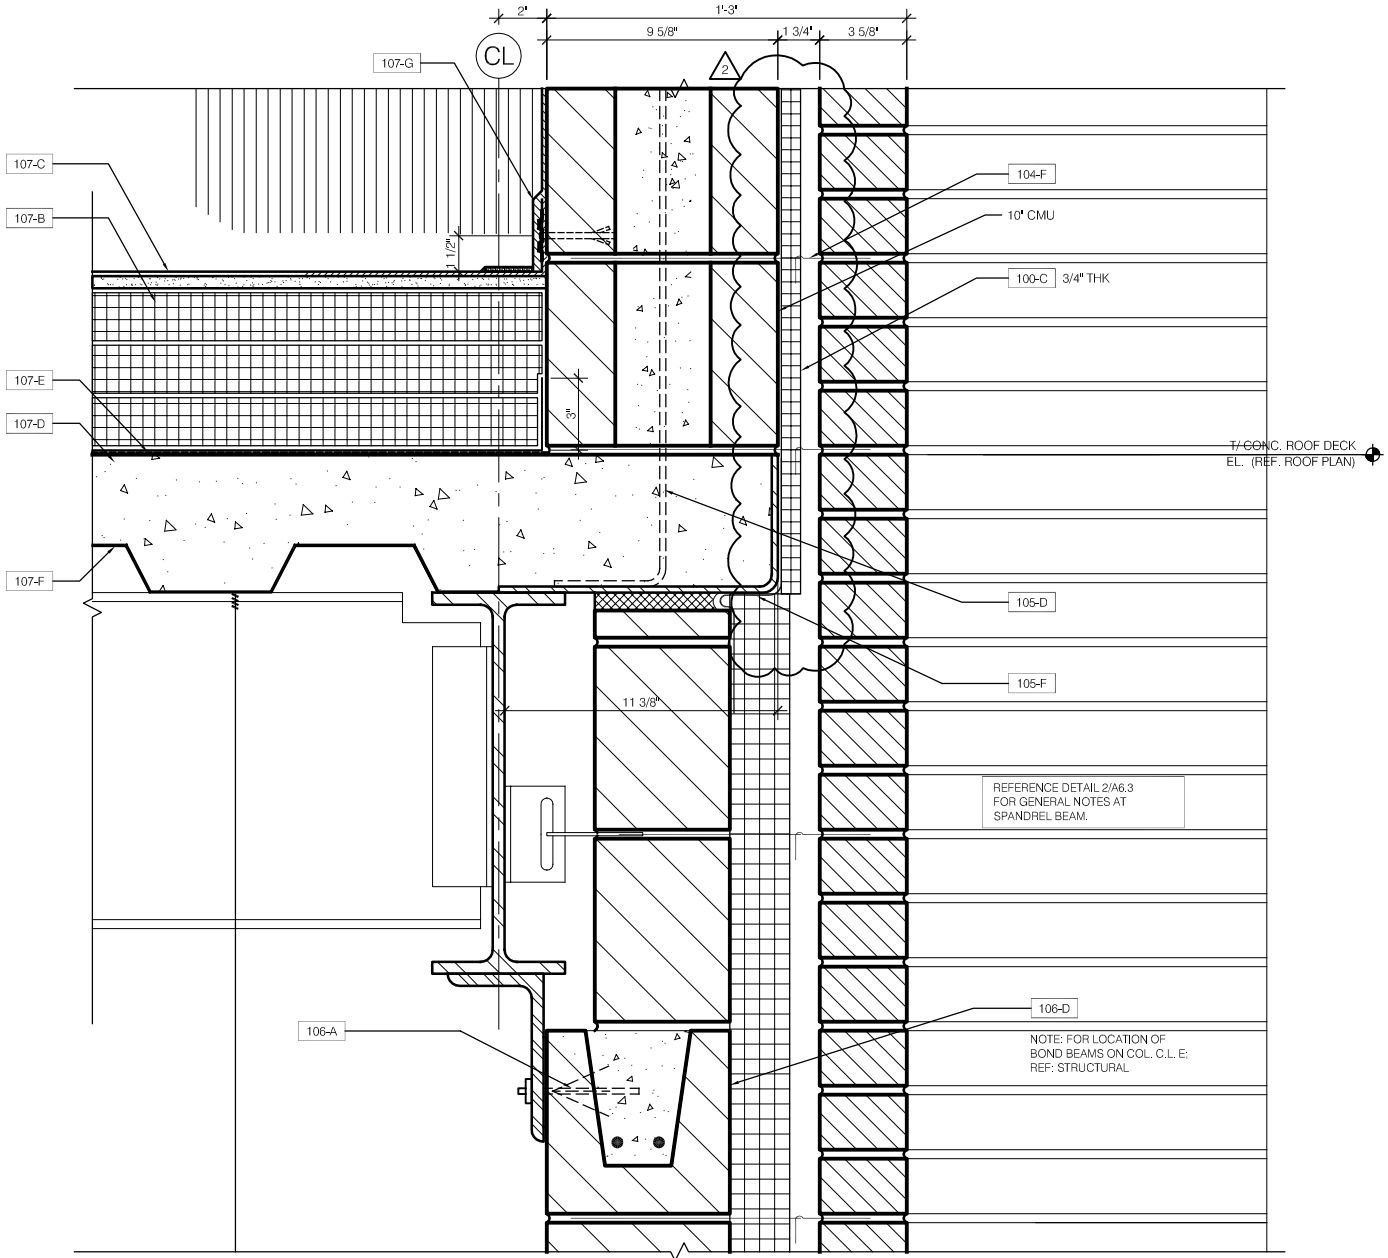 2"
1'-3"
9 5/8"
1 3/4"
3 5/8"
107-G
CL
2
107-C
104-F
107-B
10" CMU
1 1/2"
100-C 3/4" THK
107-E
3"
107-D
T/ CONC. ROOF DECK
EL. (REF. ROOF PLAN)
107-F
105-D
105-F
11 3/8"
REFERENCE DETAIL 2/A6.3
FOR GENERAL NOTES AT
SPANDREL BEAM.
106-A
106-D
NOTE: FOR LOCATION OF
BOND BEAMS ON COL. C.L. E;
REF: STRUCTURAL